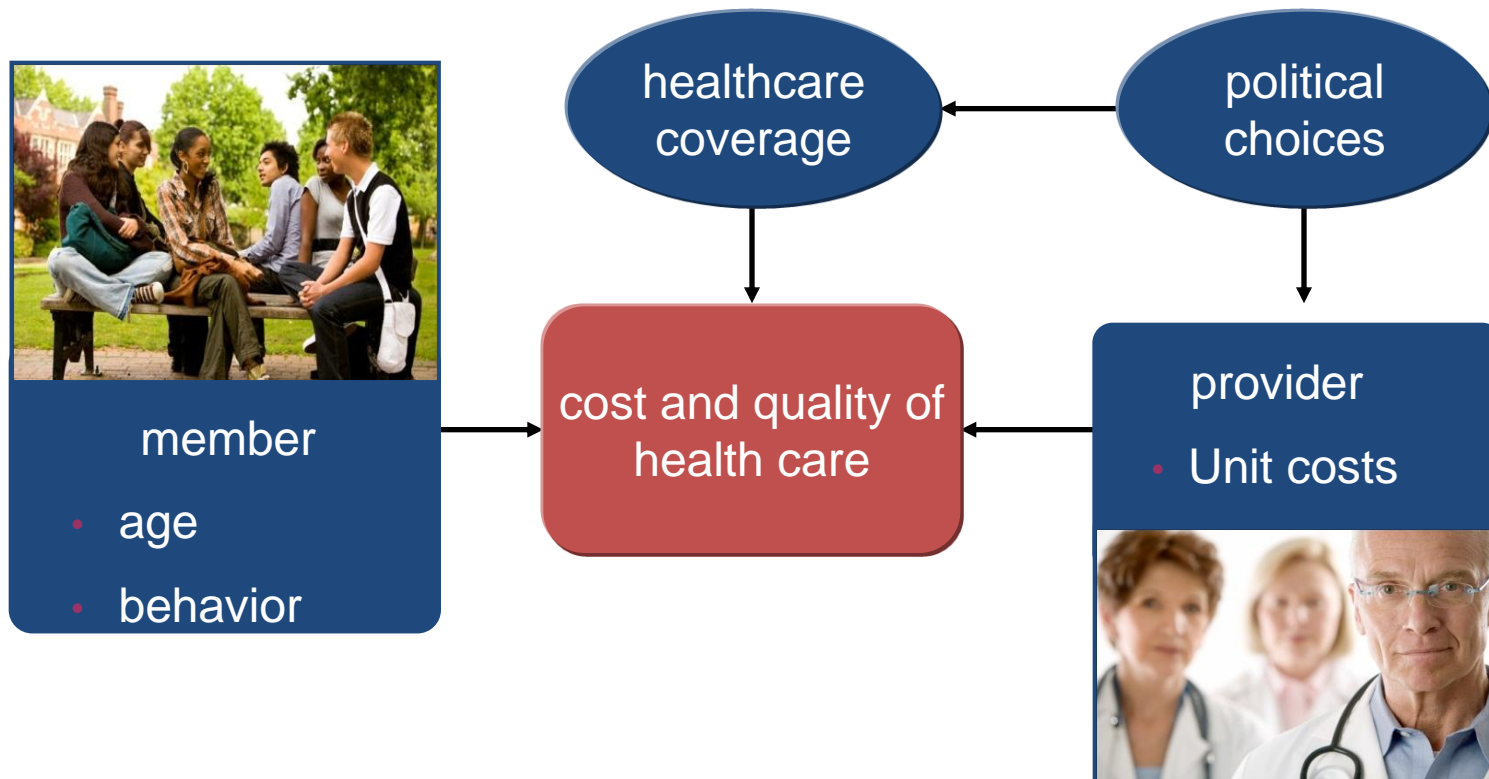 healthcare
coverage
political
choices
member
• age
• behavior
cost and quality of
health care
provider
• Unit costs